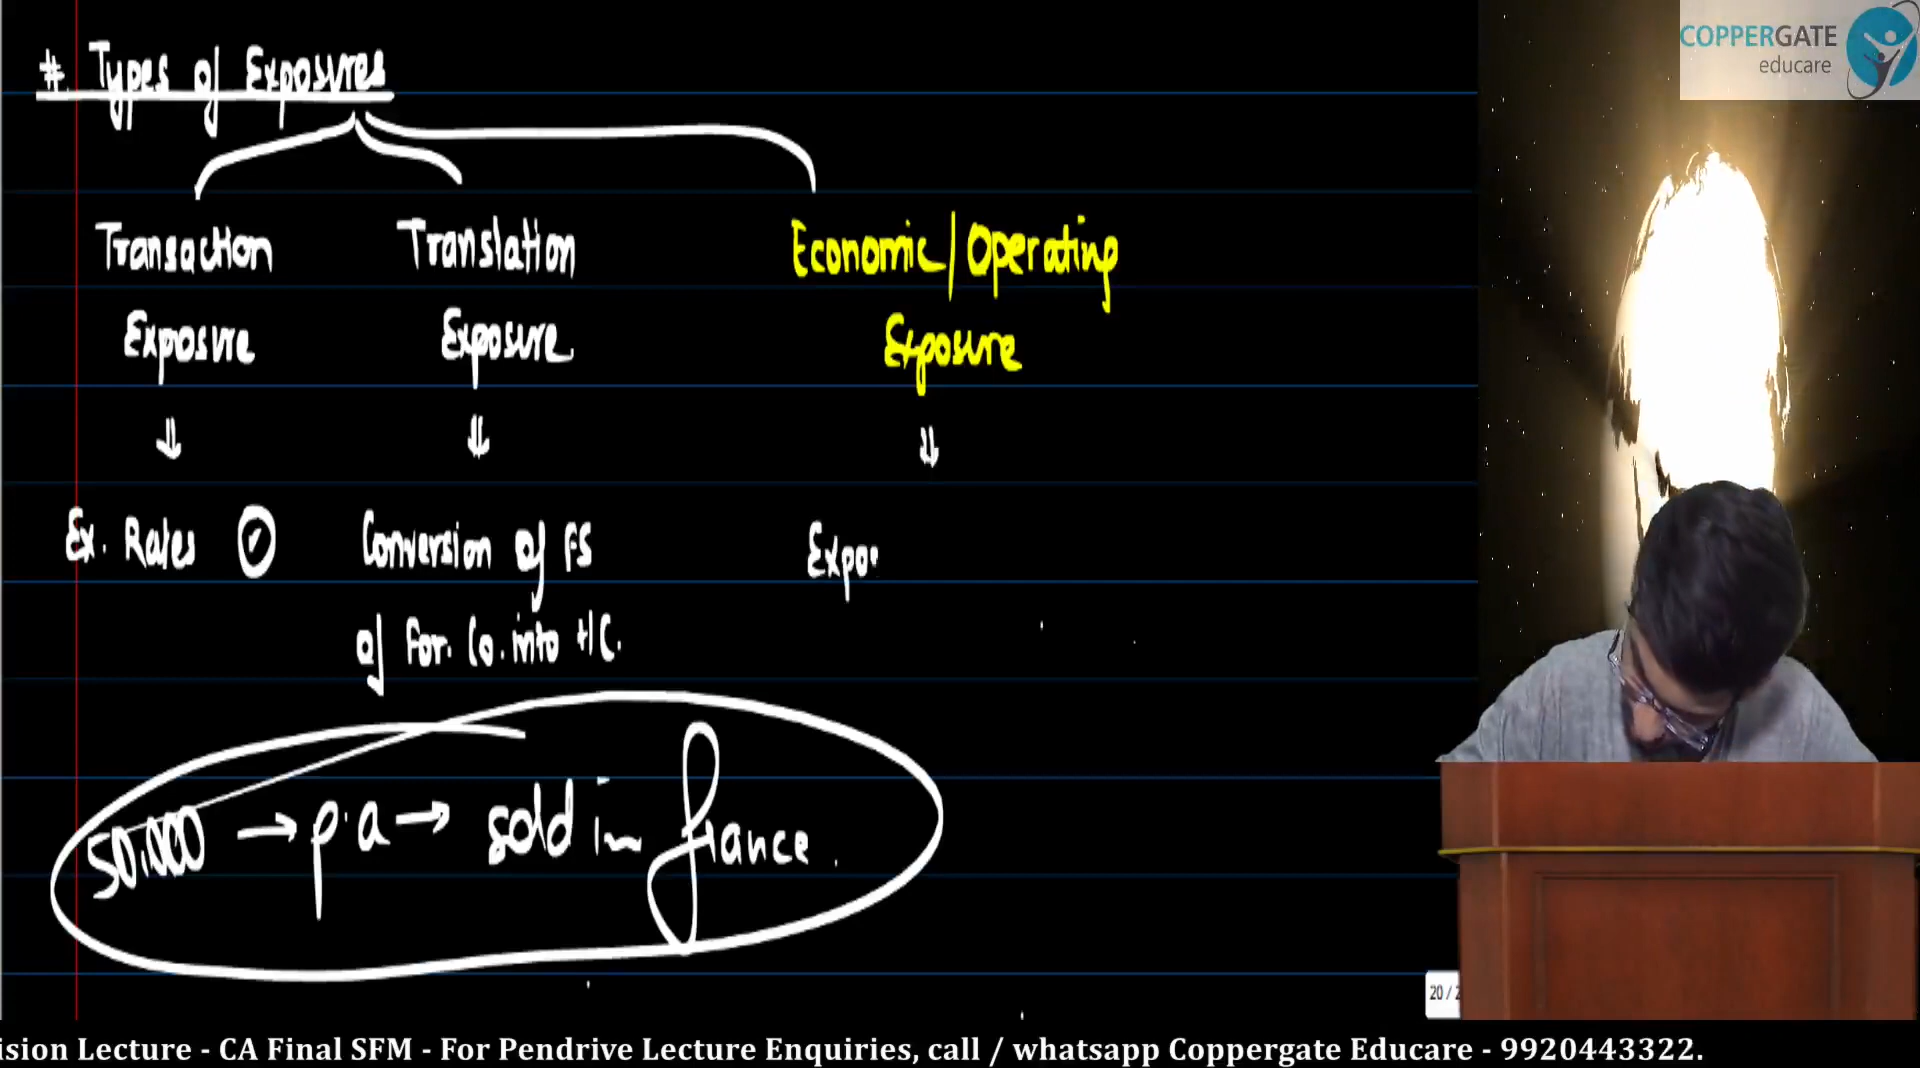 # Types of Exposures
COPPERGATE
educare
Transaction Exposure
Translation Exposure
Economic/Operating Exposure
Ex. Rates
Conversion of FS
of For. Co. into HC.
Expo
50,000 → p.a → sold in france.
20 / 2
ision Lecture - CA Final SFM - For Pendrive Lecture Enquiries, call / whatsapp Coppergate Educare - 9920443322.